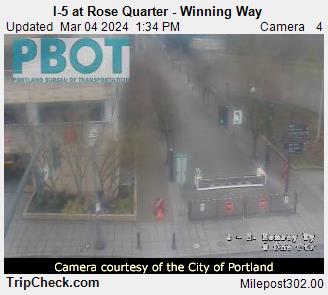 I-5 at Rose Quarter - Winning Way
Updated Mar 04 2024 1:34 PM Camera 4
PBOT
PORTLAND BUREAU OF TRANSPORTATION
Camera courtesy of the City of Portland
TripCheck.com Milepost302.00